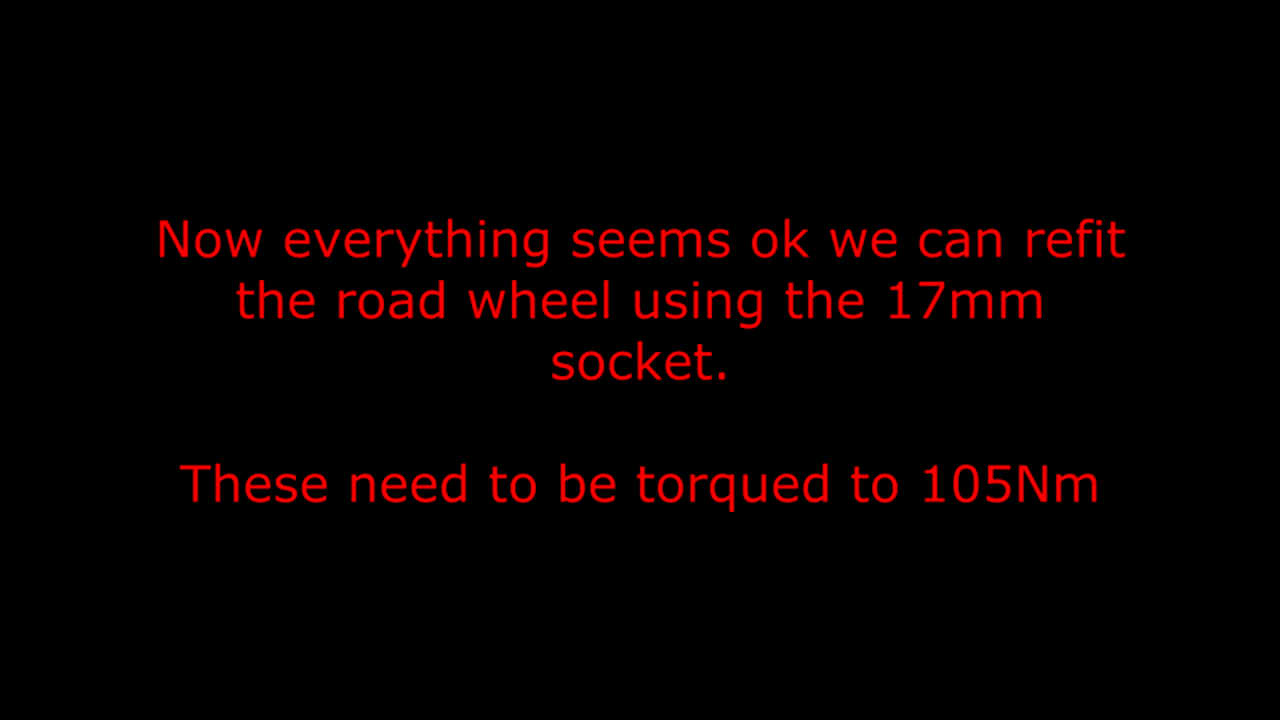 Now everything seems ok we can refit
the road wheel using the 17mm
socket.
These need to be torqued to 105Nm